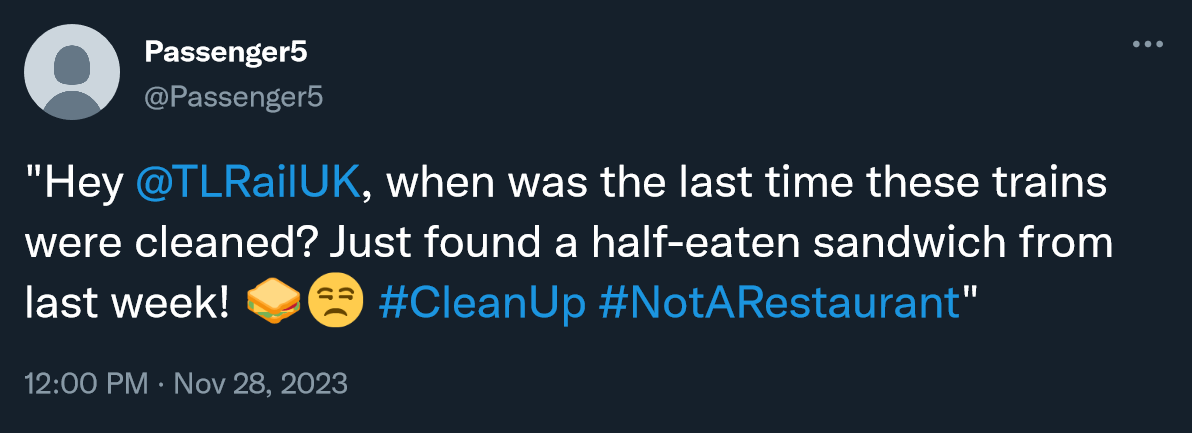 Passenger5
@Passenger5
"Hey @TLRailUK, when was the last time these trains
were cleaned? Just found a half-eaten sandwich from
last week! 🥪😒 #CleanUp #NotARestaurant"
12:00 PM · Nov 28, 2023